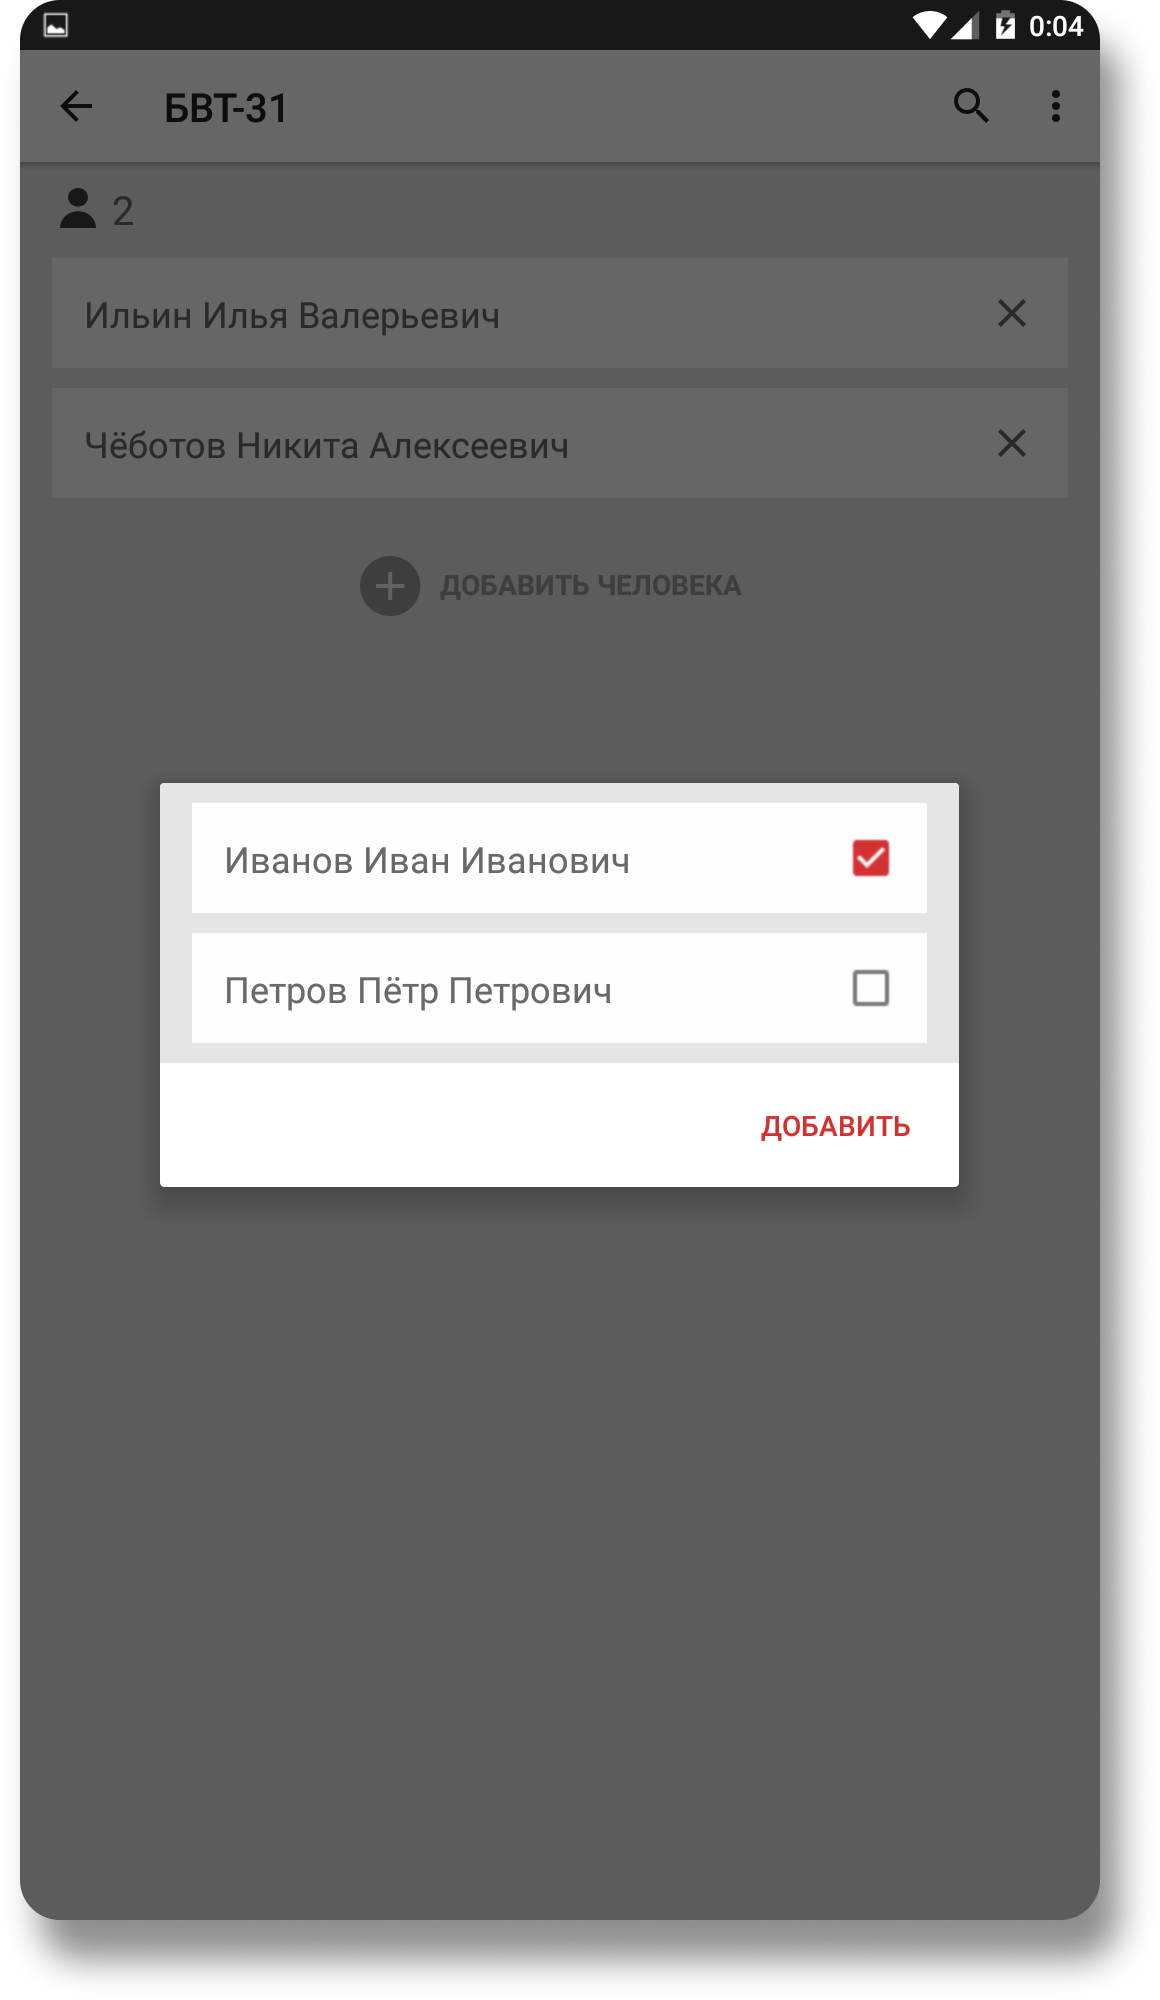 0:04
БВТ-31
2
Ильин Илья Валерьевич
Чёботов Никита Алексеевич
ДОБАВИТЬ ЧЕЛОВЕКА
Иванов Иван Иванович
Петров Пётр Петрович
ДОБАВИТЬ